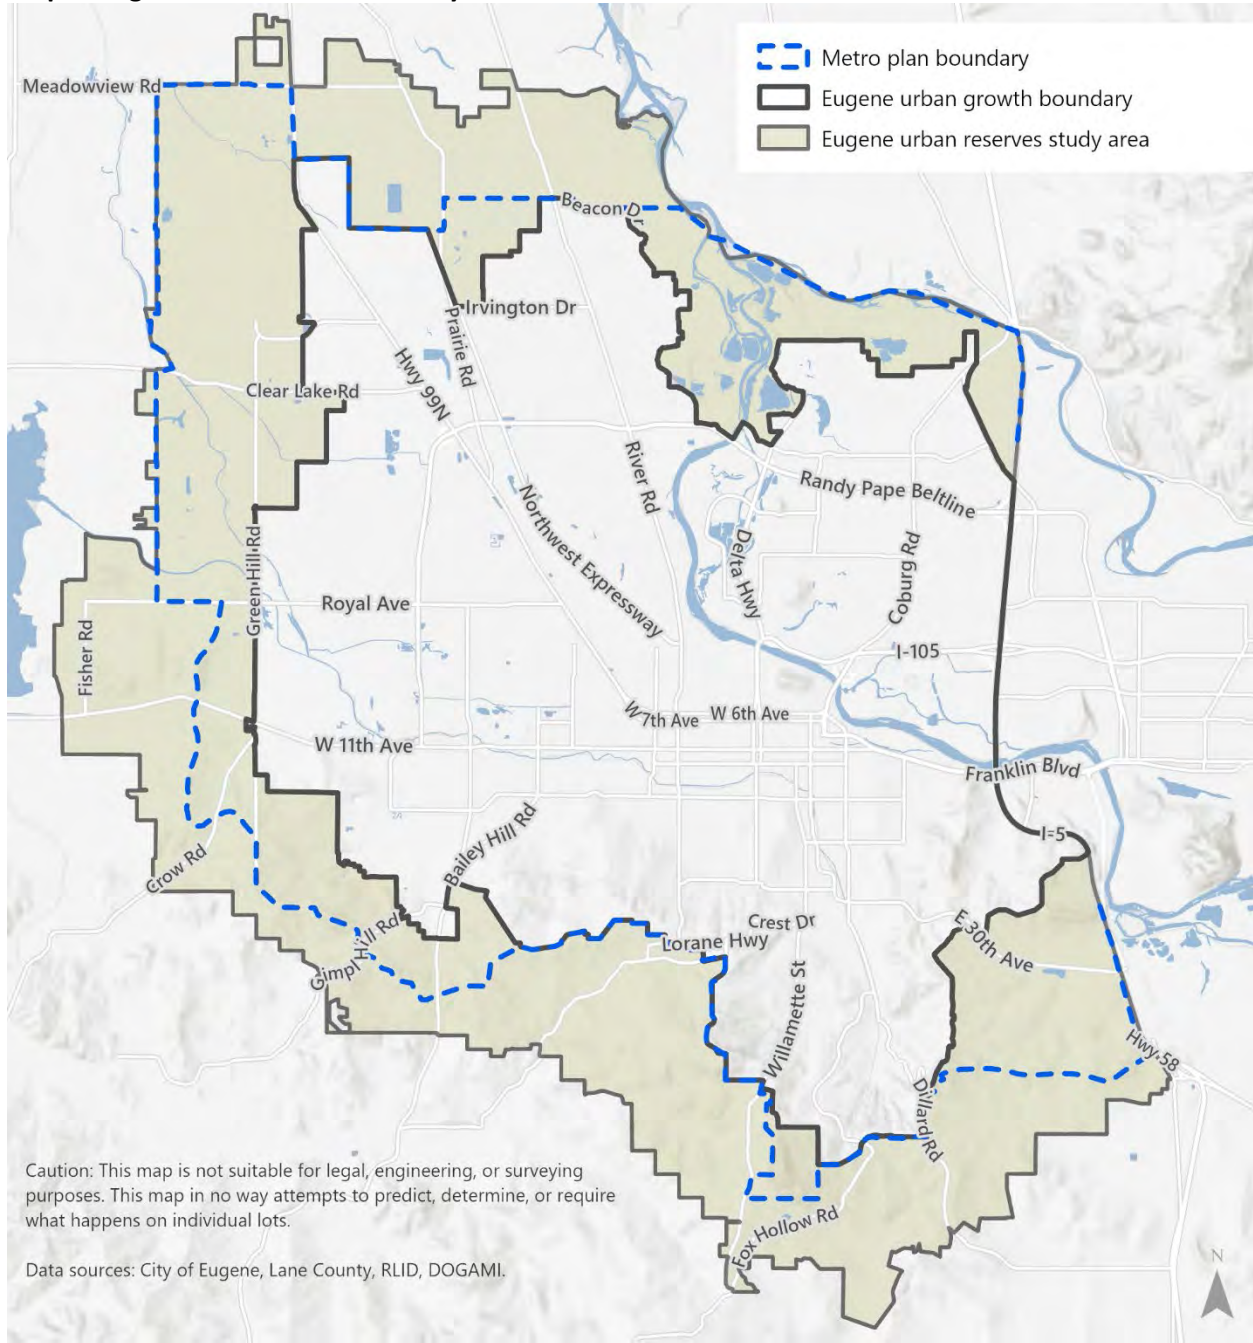 Metro plan boundary
Eugene urban growth boundary
Eugene urban reserves study area
Meadowview Rd
Beacon Dr
Irvington Dr
Prairie Rd
Hwy 99N
Clear Lake Rd
River Rd
Randy Pape Beltline
Northwest Expressway
Delta Hwy
Coburg Rd
Green Hill Rd
Royal Ave
Fisher Rd
I-105
W 7th Ave
W 6th Ave
W 11th Ave
Franklin Blvd
I-5
Bailey Hill Rd
Crow Rd
Gimpl Hill Rd
Crest Dr
Lorane Hwy
E 30th Ave
Willamette St
Hwy 58
Dillard Rd
Fox Hollow Rd
Caution: This map is not suitable for legal, engineering, or surveying
purposes. This map in no way attempts to predict, determine, or require
what happens on individual lots.
Data sources: City of Eugene, Lane County, RLID, DOGAMI.
N